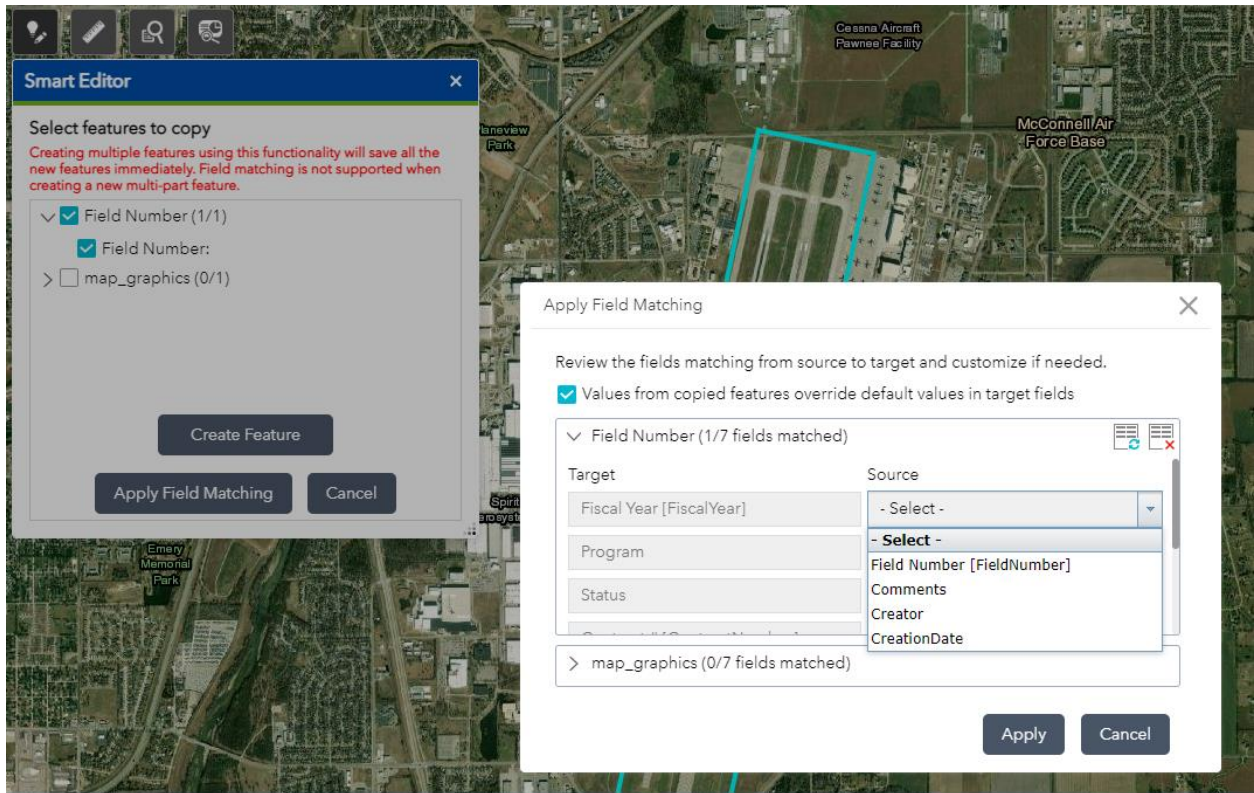 Cessna Aircraft
Pawnee Facility
Smart Editor
Select features to copy
Creating multiple features using this functionality will save all the
new features immediately. Field matching is not supported when
creating a new multi-part feature.
Field Number (1/1)
Field Number:
map_graphics (0/1)
Create Feature
Apply Field Matching
Cancel
laneview
Park
McConnell Air
Force Base
Apply Field Matching
Review the fields matching from source to target and customize if needed.
Values from copied features override default values in target fields
Field Number (1/7 fields matched)
Target
Source
Fiscal Year [FiscalYear]
- Select -
- Select -
Program
Field Number [FieldNumber]
Comments
Status
Creator
CreationDate
map_graphics (0/7 fields matched)
Apply
Cancel
Spirit
erosyst
Emery
Memorial
Park